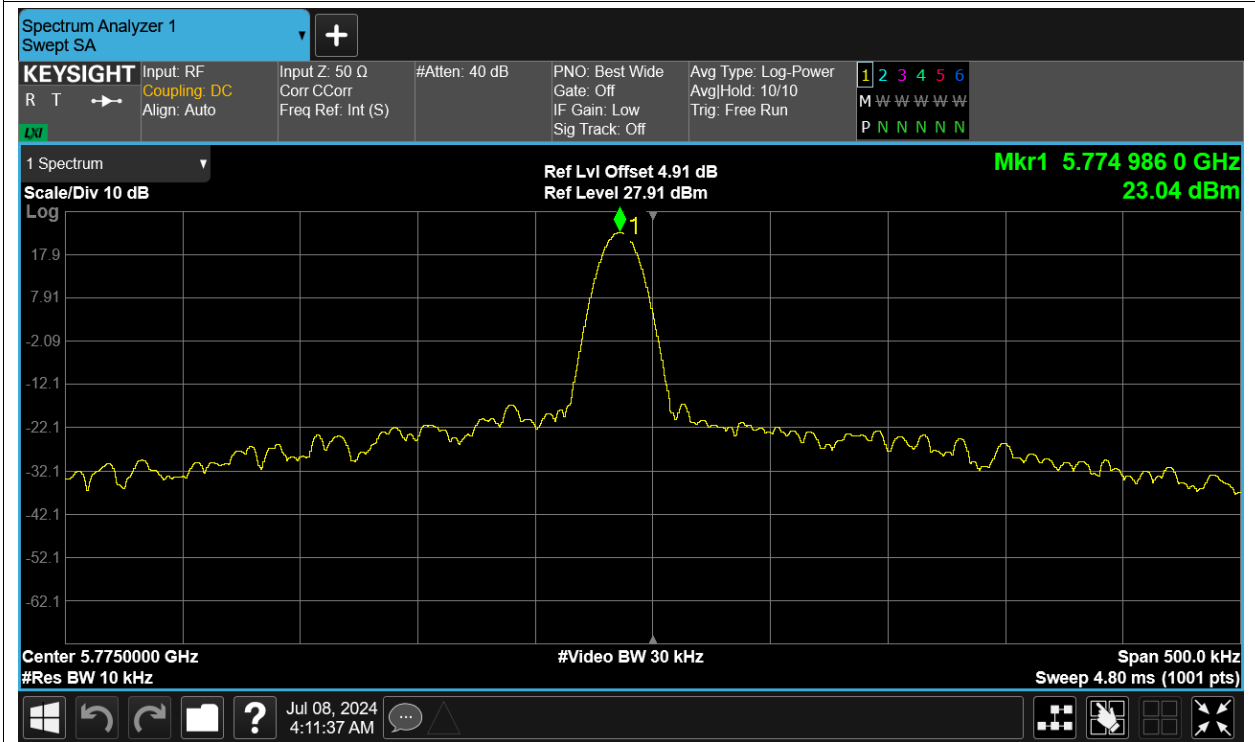 Spectrum Analyzer 1
Swept SA
+
KEYSIGHT
R T
LXI
Input: RF
Coupling: DC
Align: Auto
Input Z: 50 Ω
Corr CCorr
Freq Ref: Int (S)
#Atten: 40 dB
PNO: Best Wide
Gate: Off
IF Gain: Low
Sig Track: Off
Avg Type: Log-Power
Avg|Hold: 10/10
Trig: Free Run
1 2 3 4 5 6
M W W W W W
P N N N N N
1 Spectrum
Scale/Div 10 dB
Log
Ref Lvl Offset 4.91 dB
Ref Level 27.91 dBm
Mkr1 5.774 986 0 GHz
23.04 dBm
1
17.9
7.91
-2.09
-12.1
-22.1
-32.1
-42.1
-52.1
-62.1
Center 5.7750000 GHz
#Res BW 10 kHz
#Video BW 30 kHz
Span 500.0 kHz
Sweep 4.80 ms (1001 pts)
?
Jul 08, 2024
4:11:37 AM